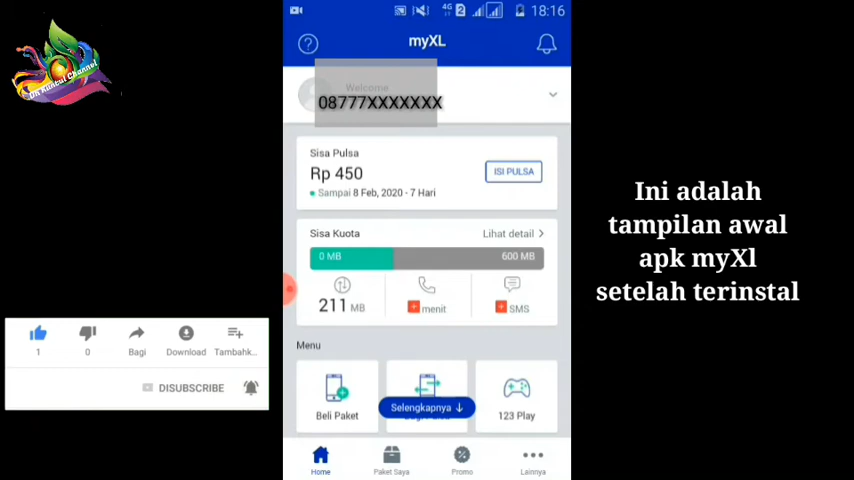 4G
2
18:16
myXL
Welcome
08777XXXXXXX
Sisa Pulsa
Rp 450
ISI PULSA
Sampai 8 Feb, 2020 - 7 Hari
Sisa Kuota
Lihat detail
0 MB
600 MB
211 MB
menit
SMS
Menu
Beli Paket
Selengkapnya
123 Play
Home
Paket Saya
Promo
Lainnya
Ini adalah
tampilan awal
apk myXl
setelah terinstal
1
0
Bagi
Download
Tambahk...
DISUBSCRIBE